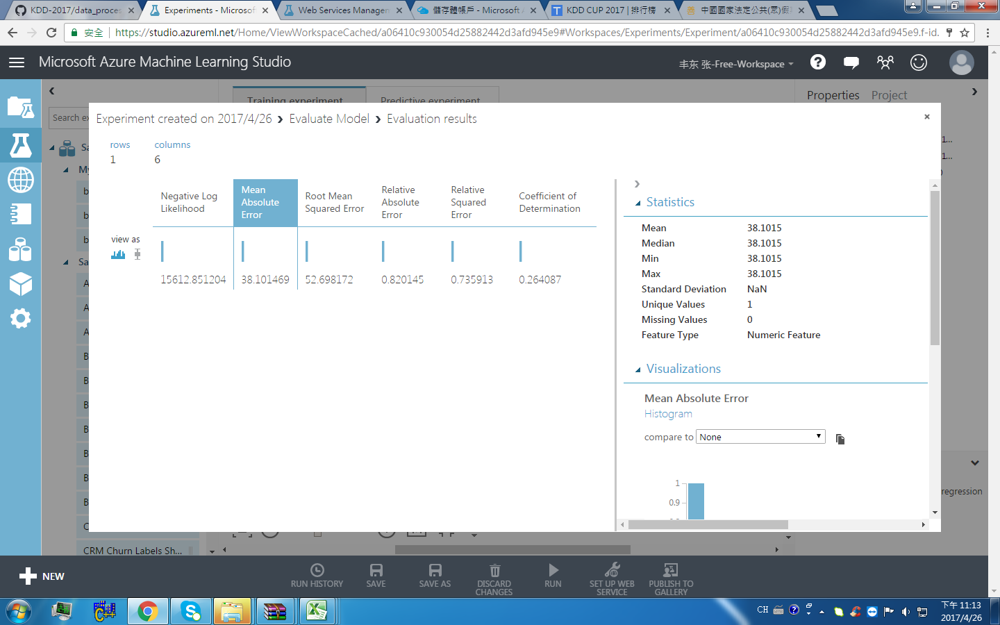 KDD-2017/data_proces
Experiments - Microsoft
Web Services Managem
儲存體帳戶 - Microsoft A
KDD CUP 2017 | 排行榜
中國國家法定公共(眾)假
安全
https://studio.azureml.net/Home/ViewWorkspaceCached/a06410c930054d25882442d3afd945e9#Workspaces/Experiments/Experiment/a06410c930054d25882442d3afd945e9.f-id.
Microsoft Azure Machine Learning Studio
丰东 张-Free-Workspace
Training experiment
Predictive experiment
Properties
Project
Search ex
Experiment created on 2017/4/26 > Evaluate Model > Evaluation results
rows
columns
1
6
Negative Log Likelihood
Mean Absolute Error
Root Mean Squared Error
Relative Absolute Error
Relative Squared Error
Coefficient of Determination
view as
15612.851204
38.101469
52.698172
0.820145
0.735913
0.264087
Statistics
Mean 38.1015
Median 38.1015
Min 38.1015
Max 38.1015
Standard Deviation NaN
Unique Values 1
Missing Values 0
Feature Type Numeric Feature
Visualizations
Mean Absolute Error
Histogram
compare to None
1
0.9
regression
CRM Churn Labels Sh...
NEW
RUN HISTORY
SAVE
SAVE AS
DISCARD CHANGES
RUN
SET UP WEB SERVICE
PUBLISH TO GALLERY
CH
下午 11:13
2017/4/26